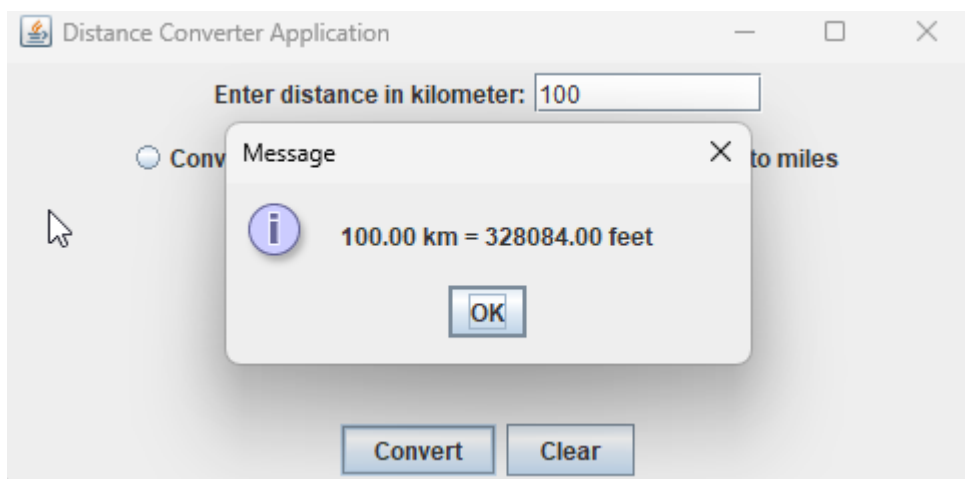 Distance Converter Application
Enter distance in kilometer: 100
to miles
Message
i
100.00 km = 328084.00 feet
OK
Convert Clear